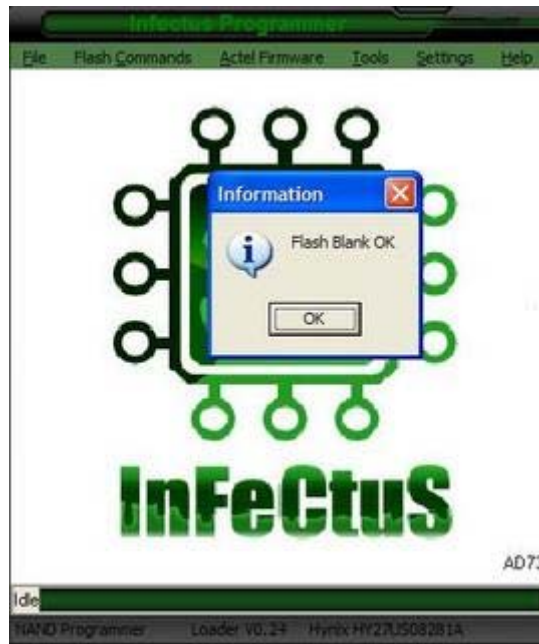 Infectus Programmer
File Flash Commands Actel Firmware Tools Settings Help
Information
Flash Blank OK
OK
InFeCtuS
AD73
Idle
NAND Programmer Loader V0.24 Hynix HY27US08281A